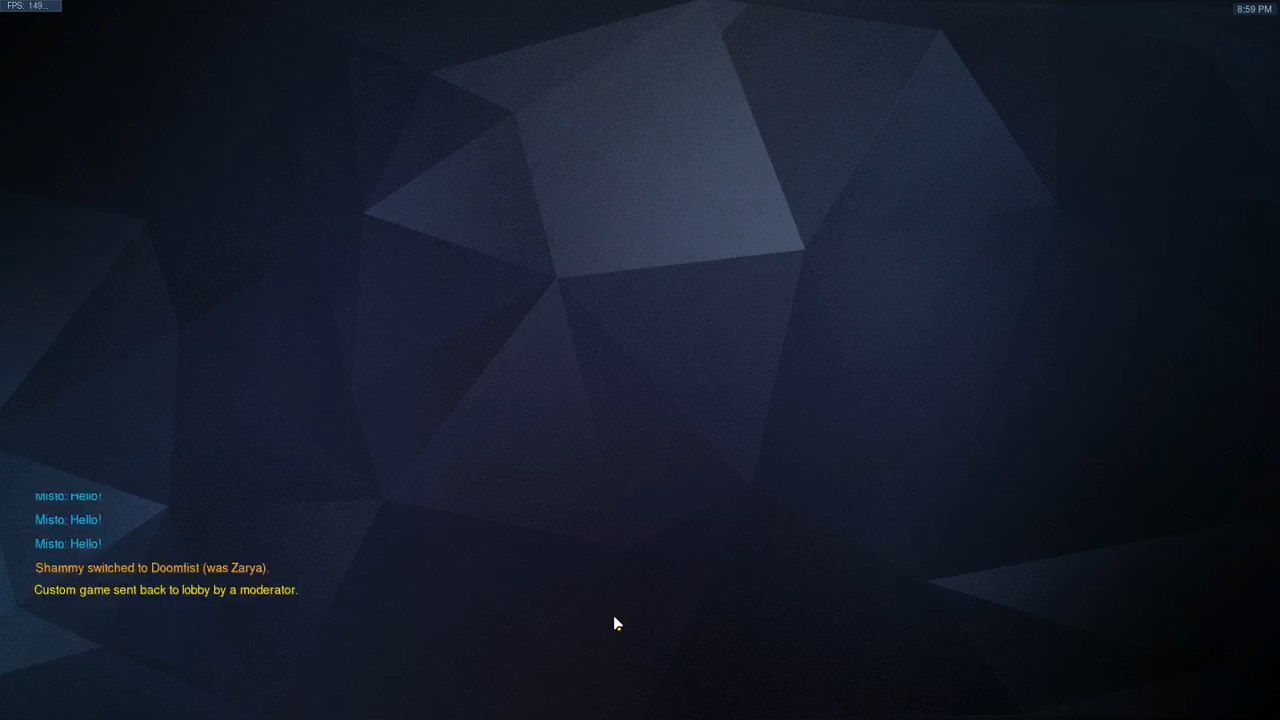 FPS: 149...
8:59 PM
Misto: Hello!
Misto: Hello!
Misto: Hello!
Shammy switched to Doomfist (was Zarya).
Custom game sent back to lobby by a moderator.